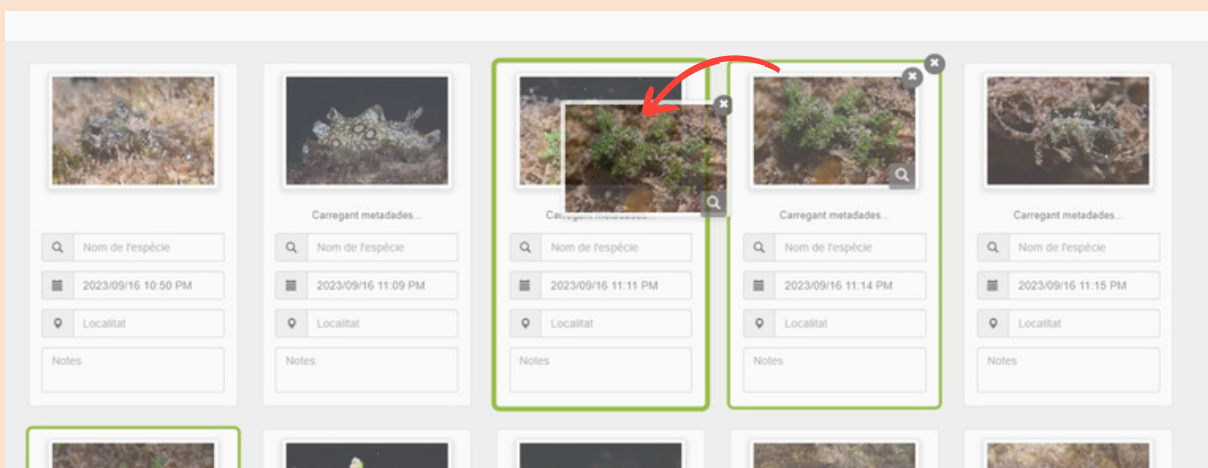 Carregant metadades...
Carregant metadades...
Carregant metadades...
Carregant metadades...
Nom de l'espècie
Nom de l'espècie
Nom de l'espècie
Nom de l'espècie
Nom de l'espècie
2023/09/16 10:50 PM
2023/09/16 11:09 PM
2023/09/16 11:11 PM
2023/09/16 11:14 PM
2023/09/16 11:15 PM
Localitat
Localitat
Localitat
Localitat
Localitat
Notes
Notes
Notes
Notes
Notes